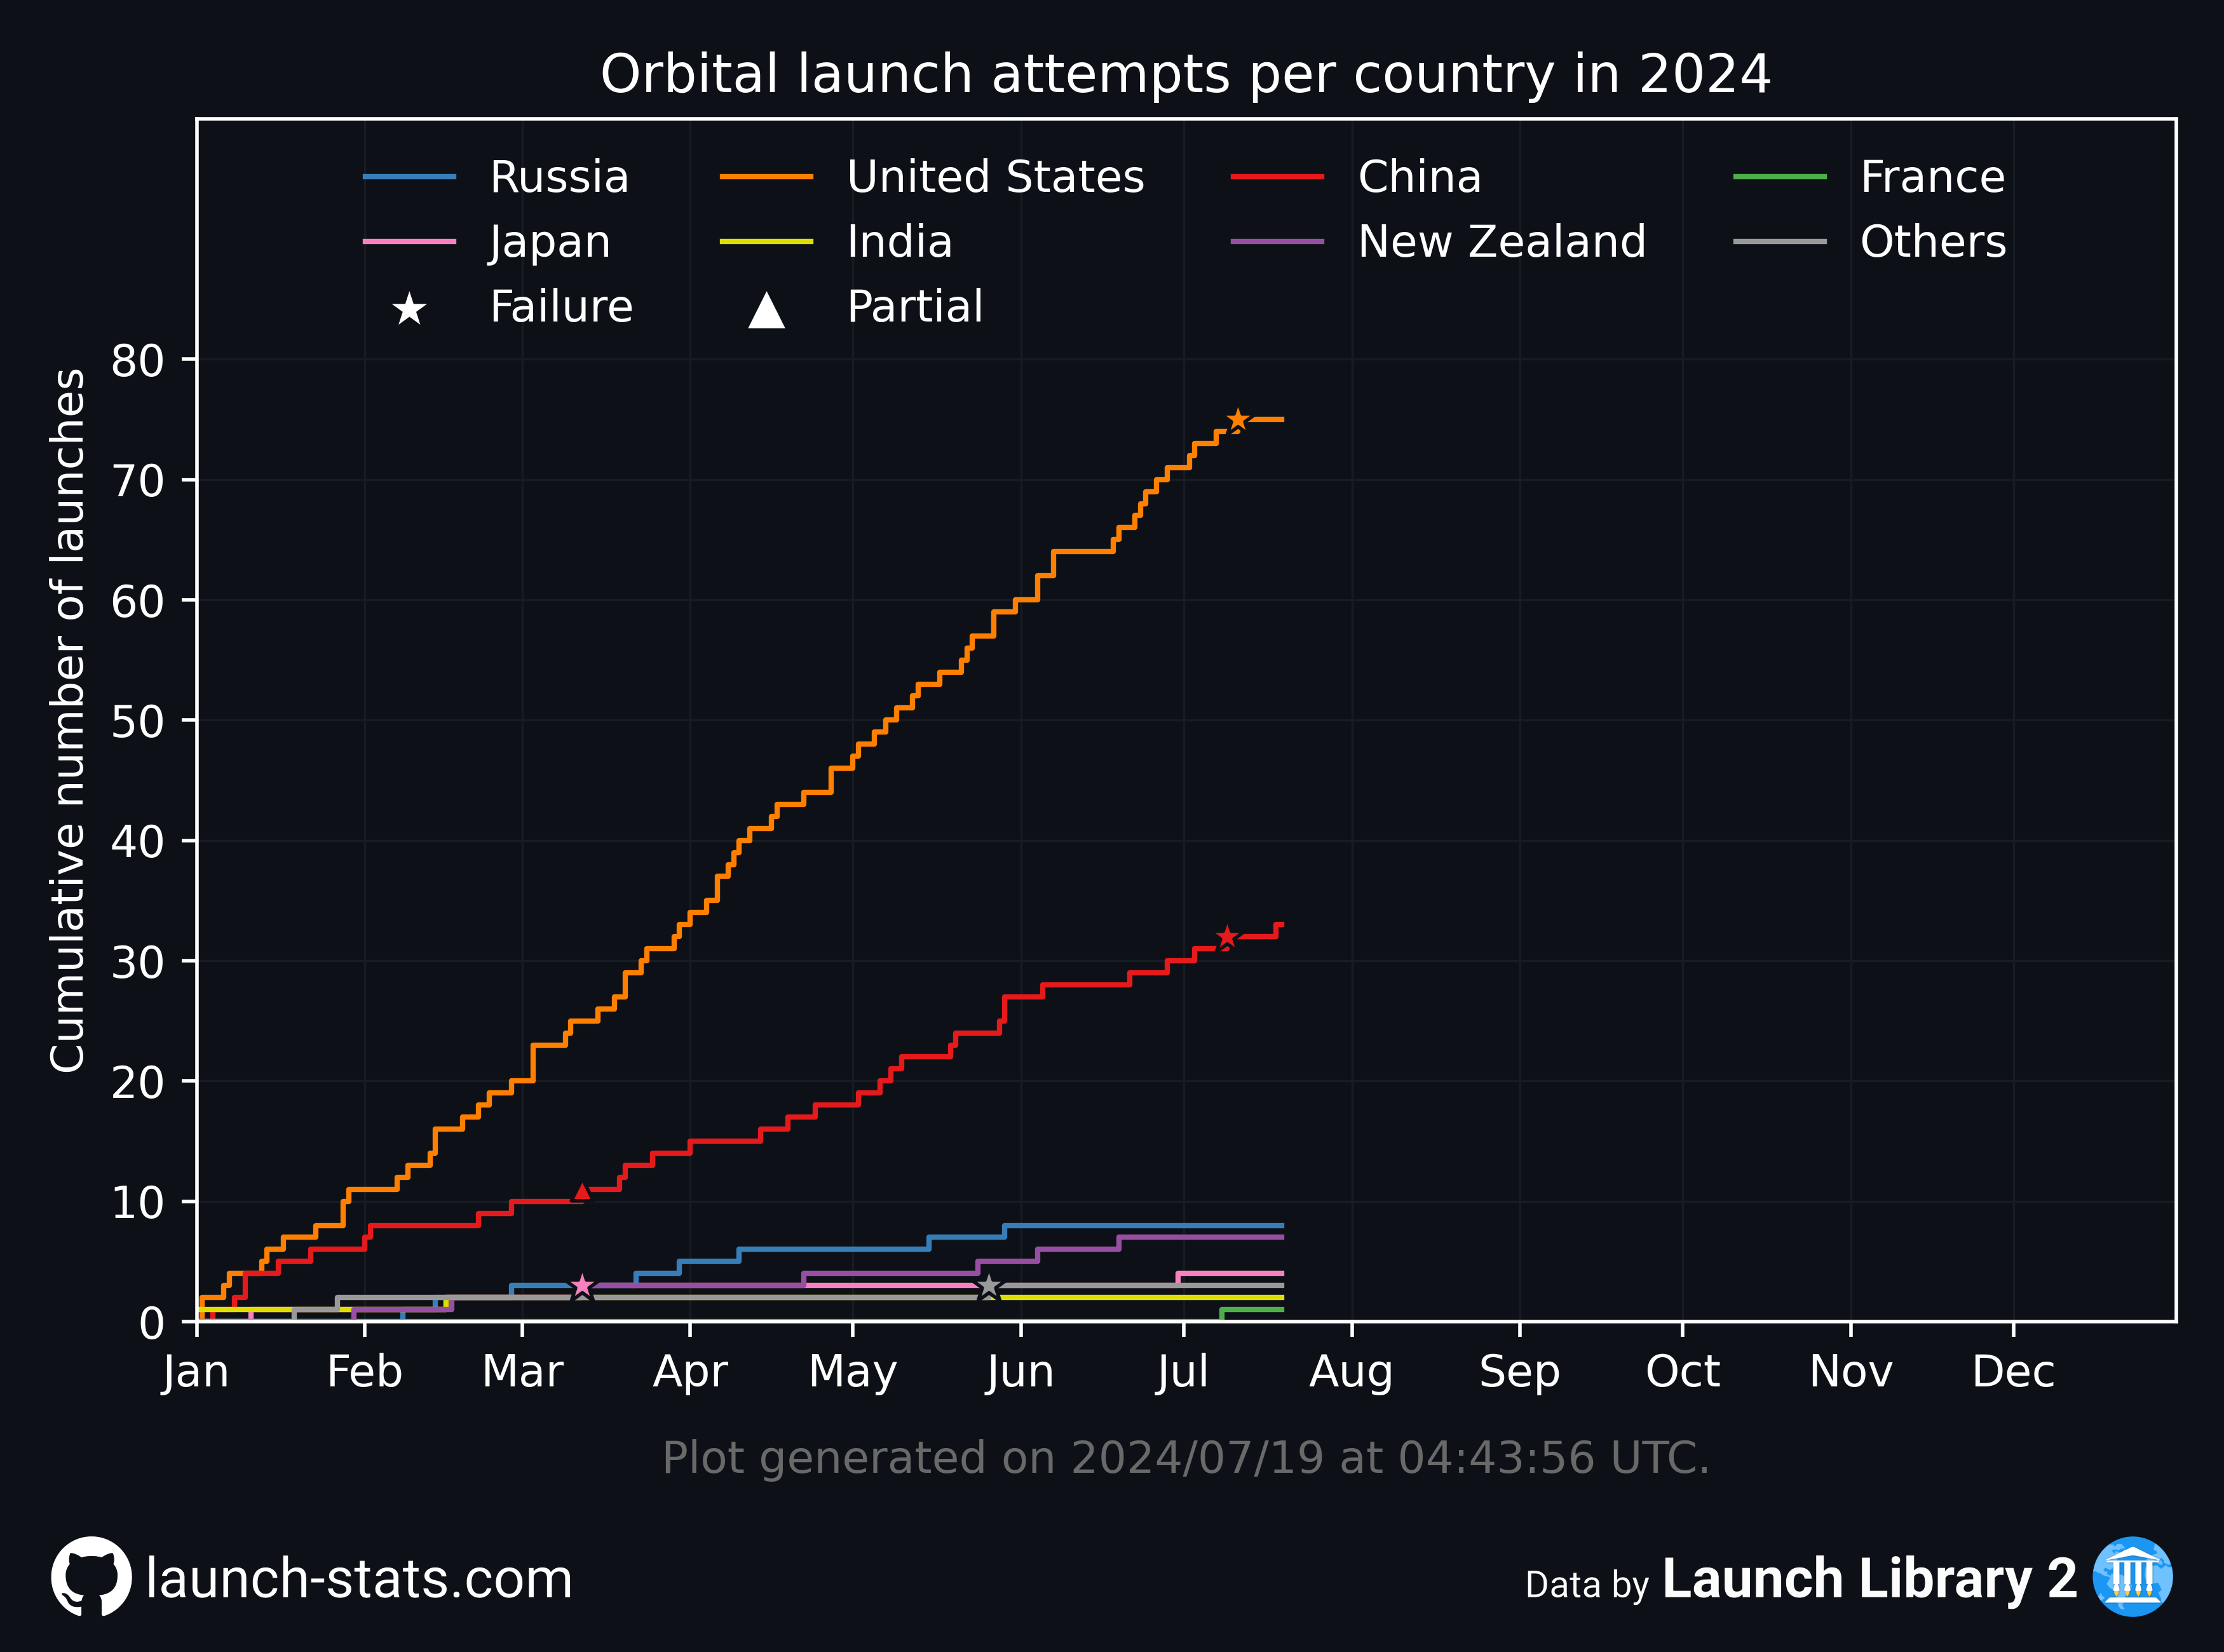 Orbital launch attempts per country in 2024
Russia United States China France
Japan India New Zealand Others
Failure Partial
Cumulative number of launches
80
70
60
50
40
30
20
10
0
Jan Feb Mar Apr May Jun Jul Aug Sep Oct Nov Dec
Plot generated on 2024/07/19 at 04:43:56 UTC.
launch-stats.com
Data by Launch Library 2